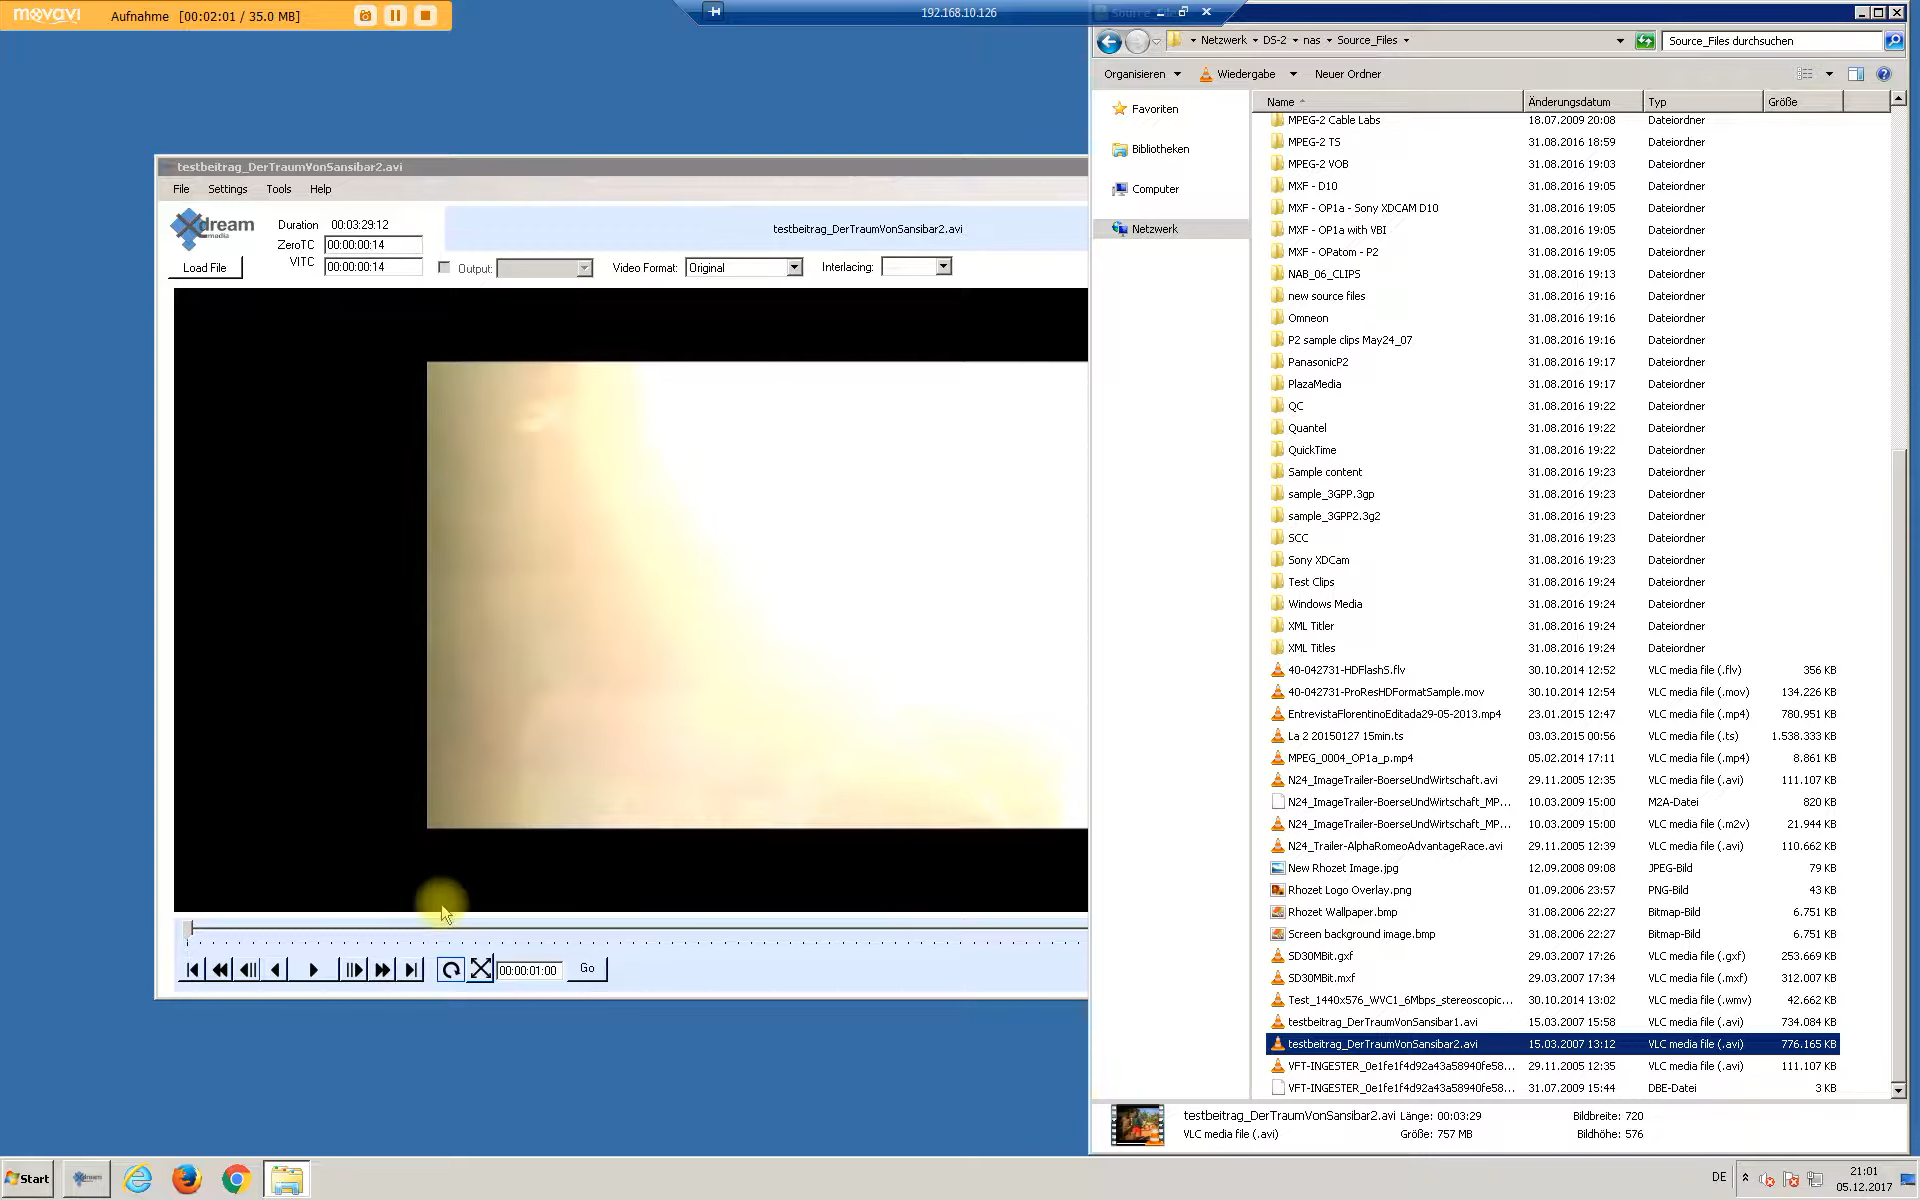 movavi Aufnahme [00:02:01 / 35.0 MB]
192.168.10.126
Netzwerk DS-2 nas Source_Files
Source_Files durchsuchen
Organisieren Wiedergabe Neuer Ordner
Favoriten
Bibliotheken
Computer
Netzwerk
Name Änderungsdatum Typ Größe
MPEG-2 Cable Labs 18.07.2009 20:08 Dateiordner
MPEG-2 TS 31.08.2016 18:59 Dateiordner
MPEG-2 VOB 31.08.2016 19:03 Dateiordner
MXF - D10 31.08.2016 19:05 Dateiordner
MXF - OP1a - Sony XDCAM D10 31.08.2016 19:05 Dateiordner
MXF - OP1a with VBI 31.08.2016 19:05 Dateiordner
MXF - OPatom - P2 31.08.2016 19:05 Dateiordner
NAB_06_CLIPS 31.08.2016 19:13 Dateiordner
new source files 31.08.2016 19:16 Dateiordner
Omneon 31.08.2016 19:16 Dateiordner
P2 sample clips May24_07 31.08.2016 19:16 Dateiordner
PanasonicP2 31.08.2016 19:17 Dateiordner
PlazaMedia 31.08.2016 19:17 Dateiordner
QC 31.08.2016 19:22 Dateiordner
Quantel 31.08.2016 19:22 Dateiordner
QuickTime 31.08.2016 19:22 Dateiordner
Sample content 31.08.2016 19:23 Dateiordner
sample_3GPP.3gp 31.08.2016 19:23 Dateiordner
sample_3GPP2.3g2 31.08.2016 19:23 Dateiordner
SCC 31.08.2016 19:23 Dateiordner
Sony XDCam 31.08.2016 19:23 Dateiordner
Test Clips 31.08.2016 19:24 Dateiordner
Windows Media 31.08.2016 19:24 Dateiordner
XML Titler 31.08.2016 19:24 Dateiordner
XML Titles 31.08.2016 19:24 Dateiordner
40-042731-HDFlashS.flv 30.10.2014 12:52 VLC media file (.flv) 356 KB
40-042731-ProResHDFormatSample.mov 30.10.2014 12:54 VLC media file (.mov) 134.226 KB
EntrevistaFlorentinoEditada29-05-2013.mp4 23.01.2015 12:47 VLC media file (.mp4) 780.951 KB
La 2 20150127 15min.ts 03.03.2015 00:56 VLC media file (.ts) 1.538.333 KB
MPEG_0004_OP1a_p.mp4 05.02.2014 17:11 VLC media file (.mp4) 8.861 KB
N24_ImageTrailer-BoerseUndWirtschaft.avi 29.11.2005 12:35 VLC media file (.avi) 111.107 KB
N24_ImageTrailer-BoerseUndWirtschaft_MP... 10.03.2009 15:00 M2A-Datei 820 KB
N24_ImageTrailer-BoerseUndWirtschaft_MP... 10.03.2009 15:00 VLC media file (.m2v) 21.944 KB
N24_Trailer-AlphaRomeoAdvantageRace.avi 29.11.2005 12:39 VLC media file (.avi) 110.662 KB
New Rhozet Image.jpg 12.09.2008 09:08 JPEG-Bild 79 KB
Rhozet Logo Overlay.png 01.09.2006 23:57 PNG-Bild 43 KB
Rhozet Wallpaper.bmp 31.08.2006 22:27 Bitmap-Bild 6.751 KB
Screen background image.bmp 31.08.2006 22:27 Bitmap-Bild 6.751 KB
SD30MBit.gxf 29.03.2007 17:26 VLC media file (.gxf) 253.669 KB
SD30MBit.mxf 29.03.2007 17:34 VLC media file (.mxf) 312.007 KB
Test_1440x576_WVC1_6Mbps_stereoscopic... 30.10.2014 13:02 VLC media file (.wmv) 42.662 KB
testbeitrag_DerTraumVonSansibar1.avi 15.03.2007 15:58 VLC media file (.avi) 734.084 KB
testbeitrag_DerTraumVonSansibar2.avi 15.03.2007 13:12 VLC media file (.avi) 776.165 KB
VFT-INGESTER_0e1fe1f4d92a43a58940fe58... 29.11.2005 12:35 VLC media file (.avi) 111.107 KB
VFT-INGESTER_0e1fe1f4d92a43a58940fe58... 31.07.2009 15:44 DBE-Datei 3 KB
testbeitrag_DerTraumVonSansibar2.avi Länge: 00:03:29 Bildbreite: 720
VLC media file (.avi) Größe: 757 MB Bildhöhe: 576
testbeitrag_DerTraumVonSansibar2.avi
File Settings Tools Help
Xdream media
Duration 00:03:29:12
ZeroTC 00:00:00:14
VITC 00:00:00:14
Load File
testbeitrag_DerTraumVonSansibar2.avi
Output: Video Format: Original Interlacing:
00:00:01:00 Go
Start
DE
21:01
05.12.2017